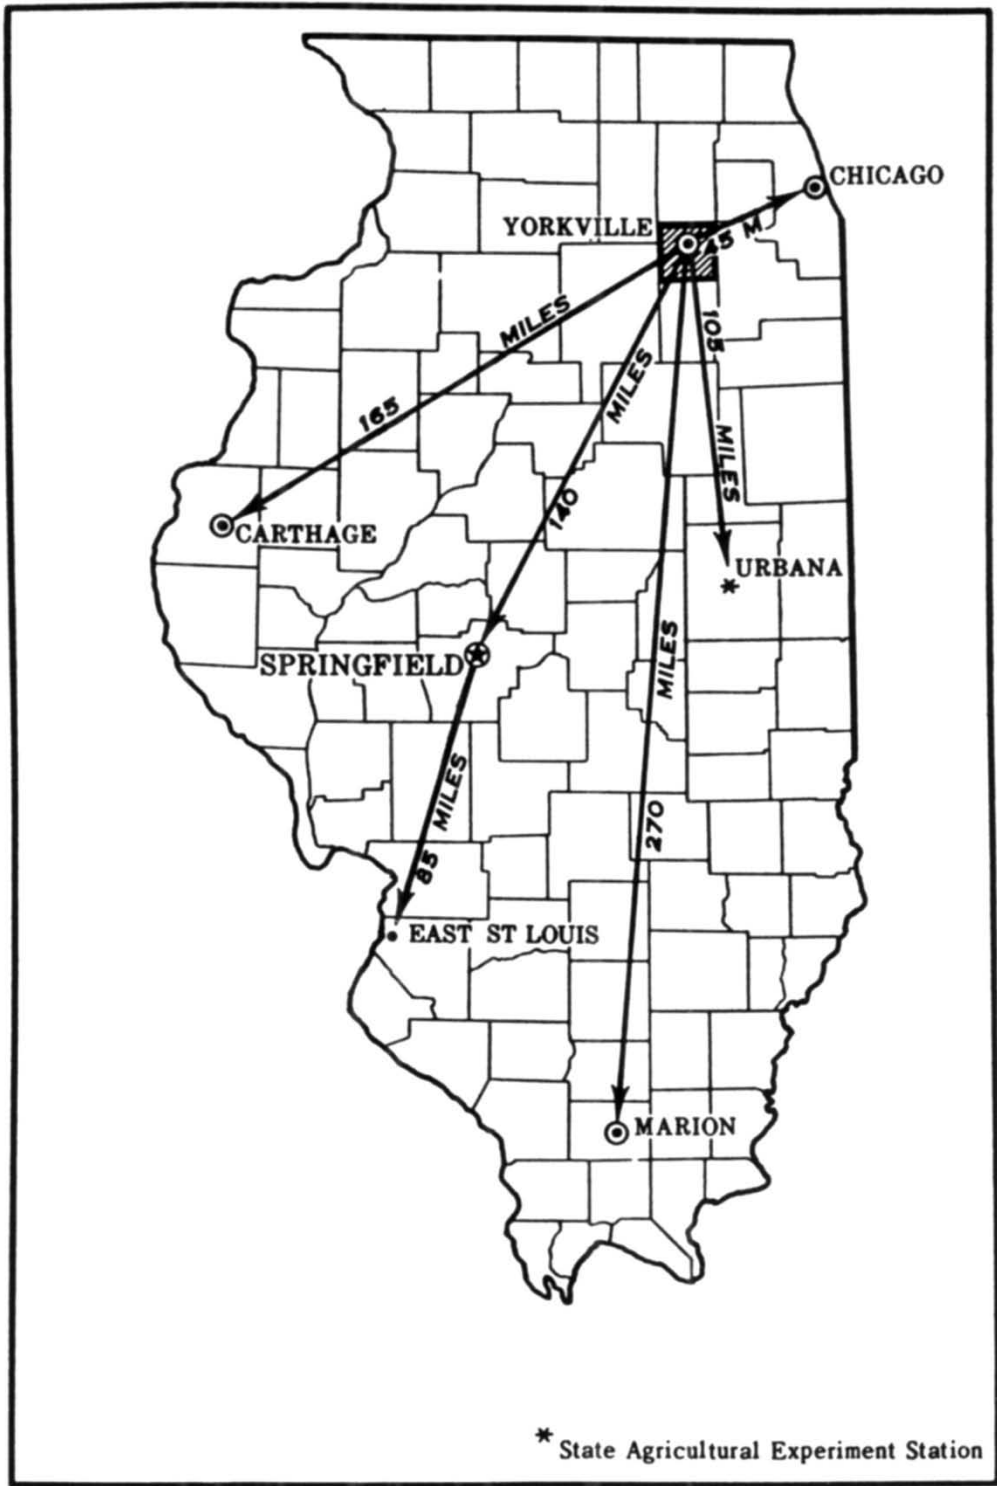 CHICAGO
YORKVILLE
45 M.
MILES
165
105
MILES
MILES
140
CARTHAGE
URBANA
MILES
SPRINGFIELD
MILES
85
270
EAST ST LOUIS
MARION
* State Agricultural Experiment Station